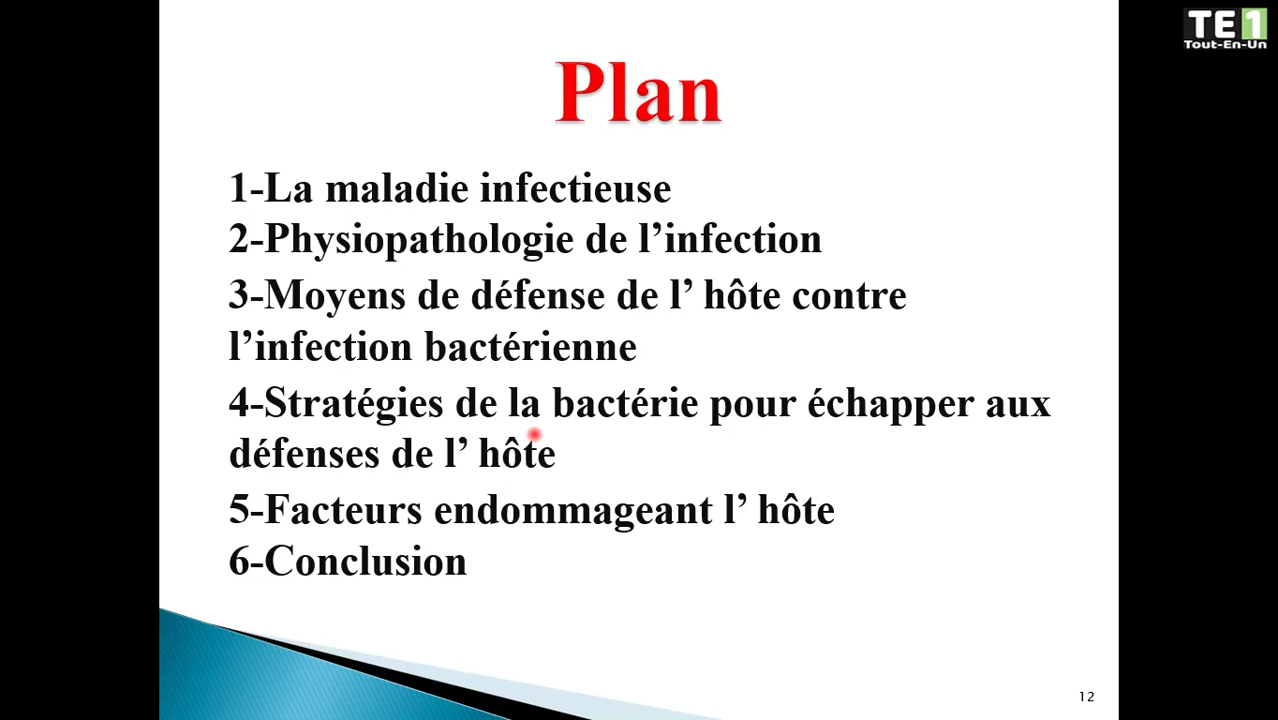 TE1
Tout-En-Un
Plan
1-La maladie infectieuse
2-Physiopathologie de l’infection
3-Moyens de défense de l’ hôte contre
l’infection bactérienne
4-Stratégies de la bactérie pour échapper aux
défenses de l’ hôte
5-Facteurs endommageant l’ hôte
6-Conclusion
12